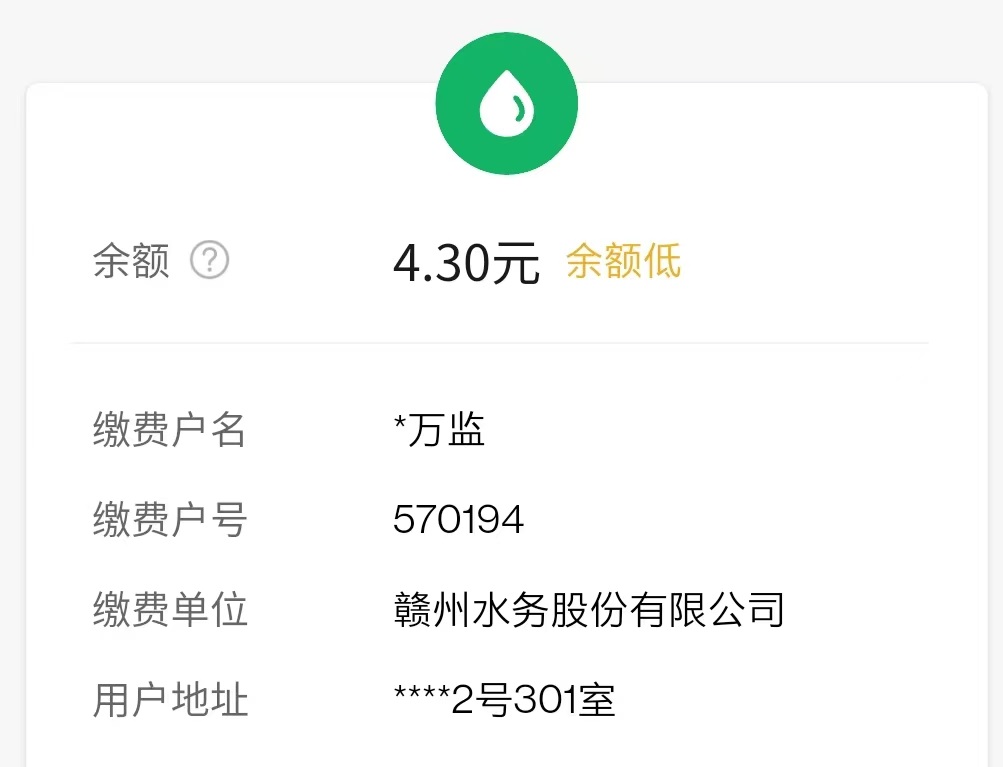 余额 ? 4.30元 余额低
缴费户名 *万监
缴费户号 570194
缴费单位 赣州水务股份有限公司
用户地址 ****2号301室